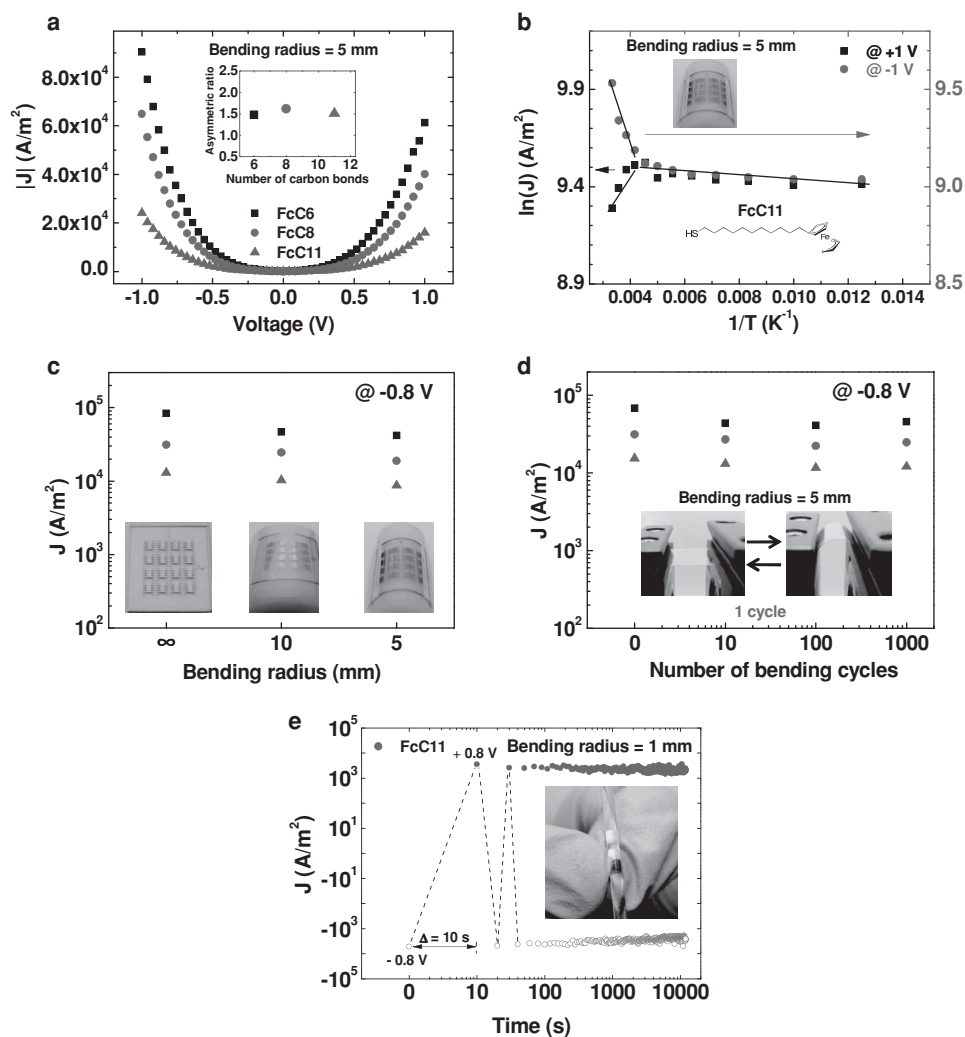 a
Bending radius = 5 mm
8.0x10⁴
6.0x10⁴
4.0x10⁴
2.0x10⁴
0.0
|J| (A/m²)
2.5
2.0
1.5
1.0
0.5
Asymmetric ratio
6 8 10 12
Number of carbon bonds
FcC6
FcC8
FcC11
-1.0 -0.5 0.0 0.5 1.0
Voltage (V)
b
Bending radius = 5 mm
@ +1 V
@ -1 V
9.9
9.4
8.9
ln(J) (A/m²)
9.5
9.0
8.5
FcC11
HS
Fe
0.004 0.006 0.008 0.010 0.012 0.014
1/T (K⁻¹)
c
@ -0.8 V
10⁵
10⁴
10³
10²
J (A/m²)
∞ 10 5
Bending radius (mm)
d
@ -0.8 V
10⁵
10⁴
10³
10²
J (A/m²)
Bending radius = 5 mm
1 cycle
0 10 100 1000
Number of bending cycles
e
FcC11
+ 0.8 V
Bending radius = 1 mm
10⁵
10³
10¹
-10¹
-10³
-10⁵
J (A/m²)
Δ = 10 s
- 0.8 V
0 10 100 1000 10000
Time (s)